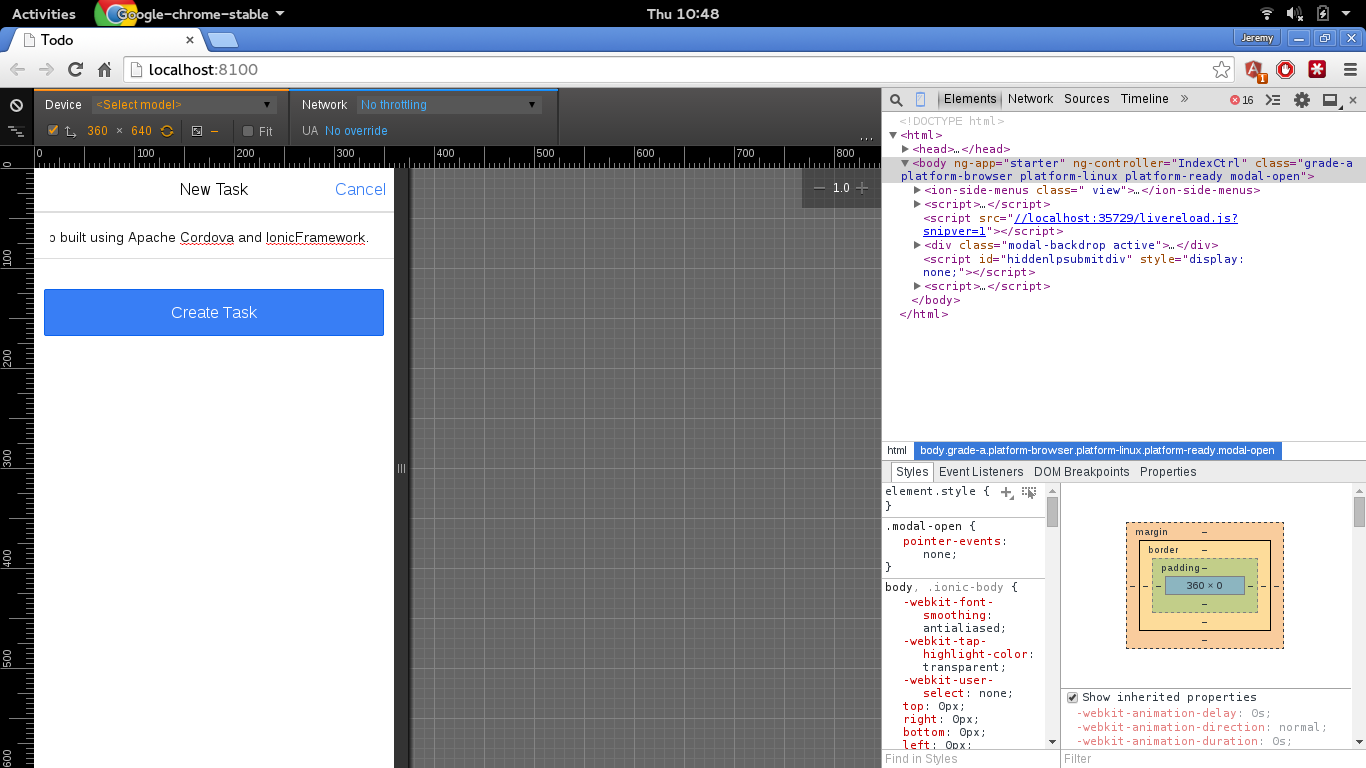 Activities Google-chrome-stable Thu 10:48
Todo Jeremy
localhost:8100 1
Device <Select model> Network No throttling
360 × 640 Fit UA No override ...
0 100 200 300 400 500 600 700 800
0
100
200
300
400
500
600
1.0
New Task Cancel
built using Apache Cordova and IonicFramework.
Create Task
Elements Network Sources Timeline » 16
<!DOCTYPE html>
<html>
<head>…</head>
<body ng-app="starter" ng-controller="IndexCtrl" class="grade-a
platform-browser platform-linux platform-ready modal-open">
<ion-side-menus class=" view">…</ion-side-menus>
<script>…</script>
<script src="//localhost:35729/livereload.js?
snipver=1"></script>
<div class="modal-backdrop active">…</div>
<script id="hiddenlpsubmitdiv" style="display:
none;"></script>
<script>…</script>
</body>
</html>
html body.grade-a.platform-browser.platform-linux.platform-ready.modal-open
Styles Event Listeners DOM Breakpoints Properties
element.style {
}
.modal-open {
pointer-events:
none;
}
body, .ionic-body {
-webkit-font-
smoothing:
antialiased;
-webkit-tap-
highlight-color:
transparent;
-webkit-user-
select: none;
top: 0px;
right: 0px;
bottom: 0px;
left: 0px;
Find in Styles
margin –
border –
padding –
– – – 360 × 0 – – –
–
–
–
Show inherited properties
-webkit-animation-delay: 0s;
-webkit-animation-direction: normal;
-webkit-animation-duration: 0s;
Filter